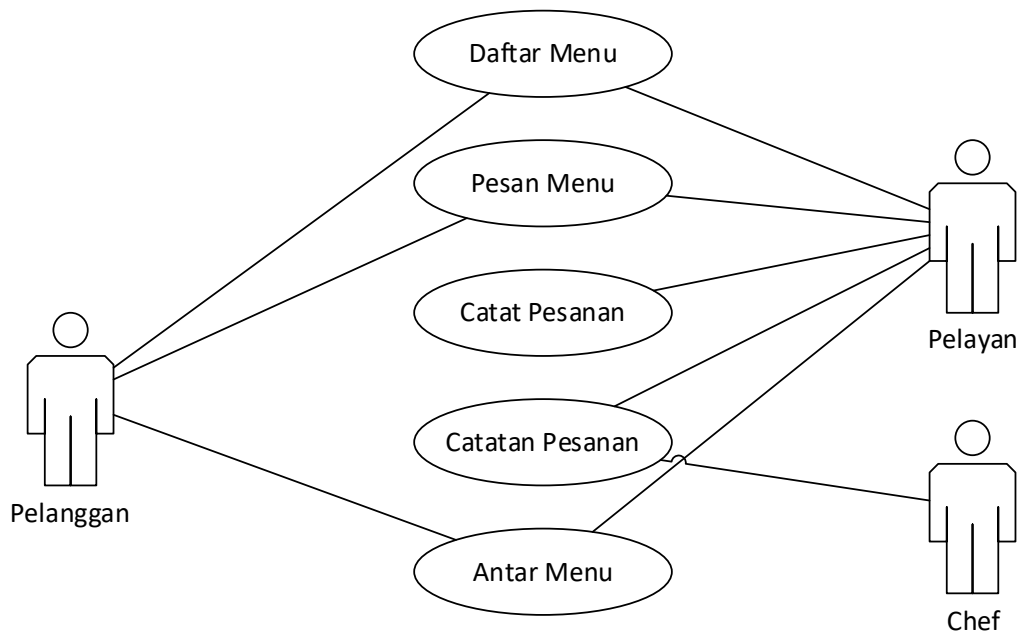 Daftar Menu
Pesan Menu
Catat Pesanan
Pelayan
Catatan Pesanan
Pelanggan
Antar Menu
Chef